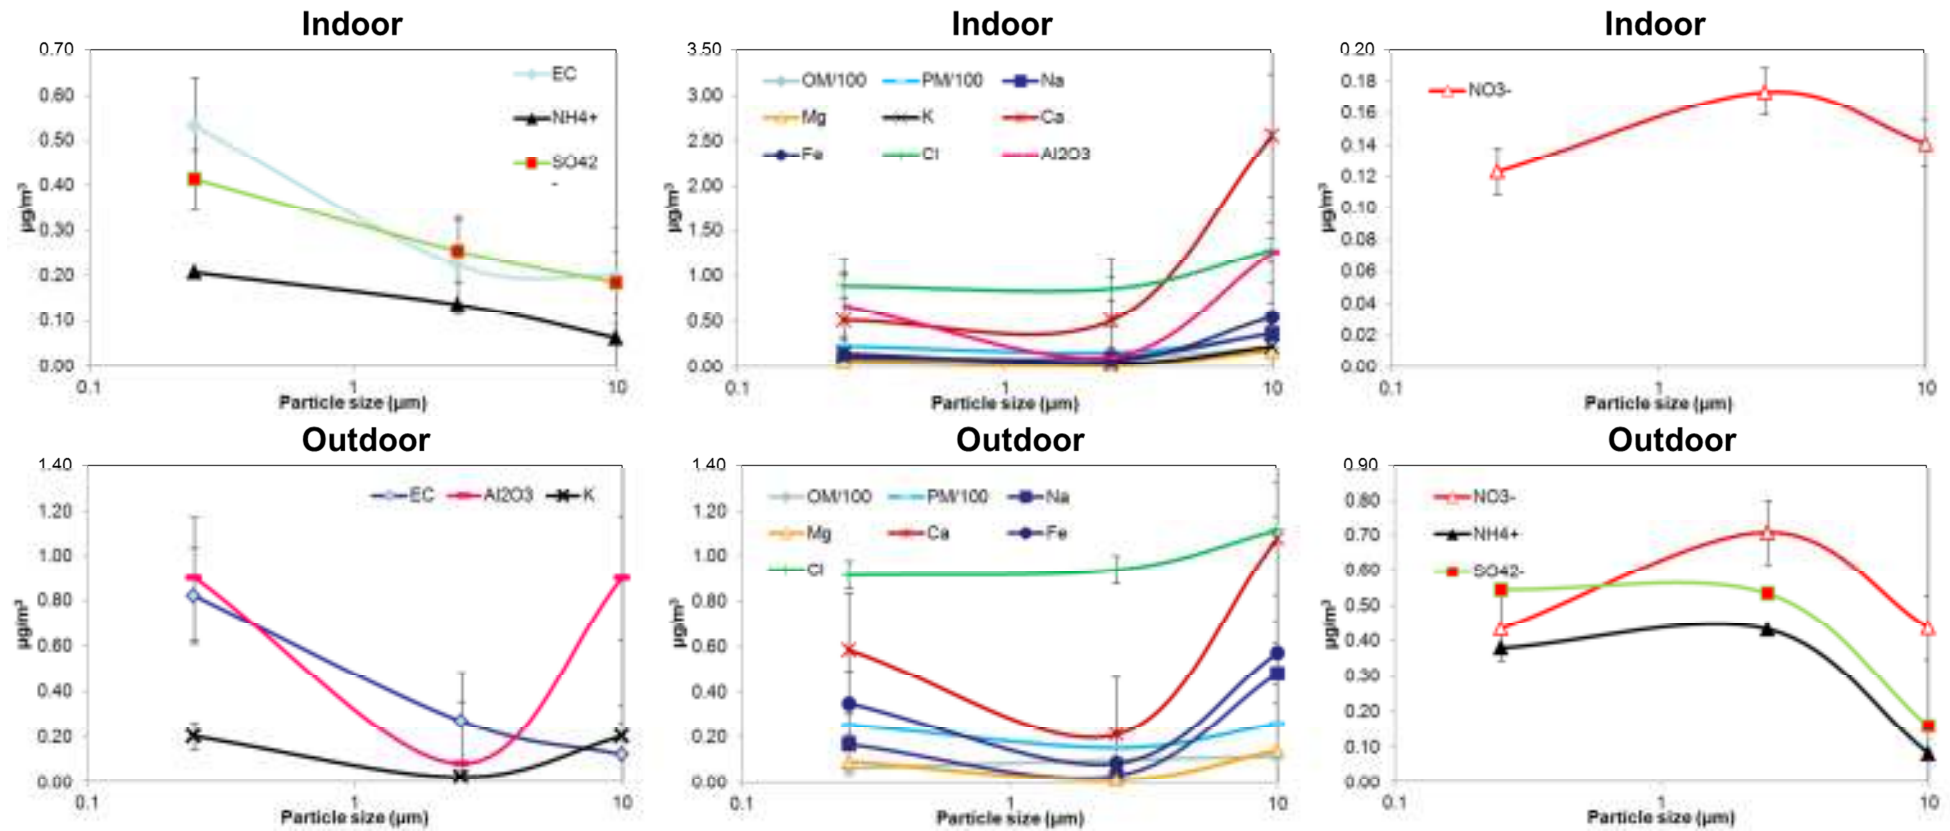 Indoor
0.70
0.60
0.50
0.40
0.30
0.20
0.10
0.00
µg/m³
EC
NH4+
SO42
-
0.1
1
10
Particle size (µm)
Indoor
3.50
3.00
2.50
2.00
1.50
1.00
0.50
0.00
µg/m³
OM/100 PM/100 Na
Mg K Ca
Fe Cl Al2O3
0.1
1
10
Particle size (µm)
Indoor
0.20
0.18
0.16
0.14
0.12
0.10
0.08
0.06
0.04
0.02
0.00
µg/m³
NO3-
0.1
1
10
Particle size (µm)
Outdoor
1.40
1.20
1.00
0.80
0.60
0.40
0.20
0.00
µg/m³
EC Al2O3 K
0.1
1
10
Particle size (µm)
Outdoor
1.40
1.20
1.00
0.80
0.60
0.40
0.20
0.00
µg/m³
OM/100 PM/100 Na
Mg Ca Fe
Cl
0.1
1
10
Particle size (µm)
Outdoor
0.90
0.80
0.70
0.60
0.50
0.40
0.30
0.20
0.10
0.00
µg/m³
NO3-
NH4+
SO42-
0.1
1
10
Particle size (µm)